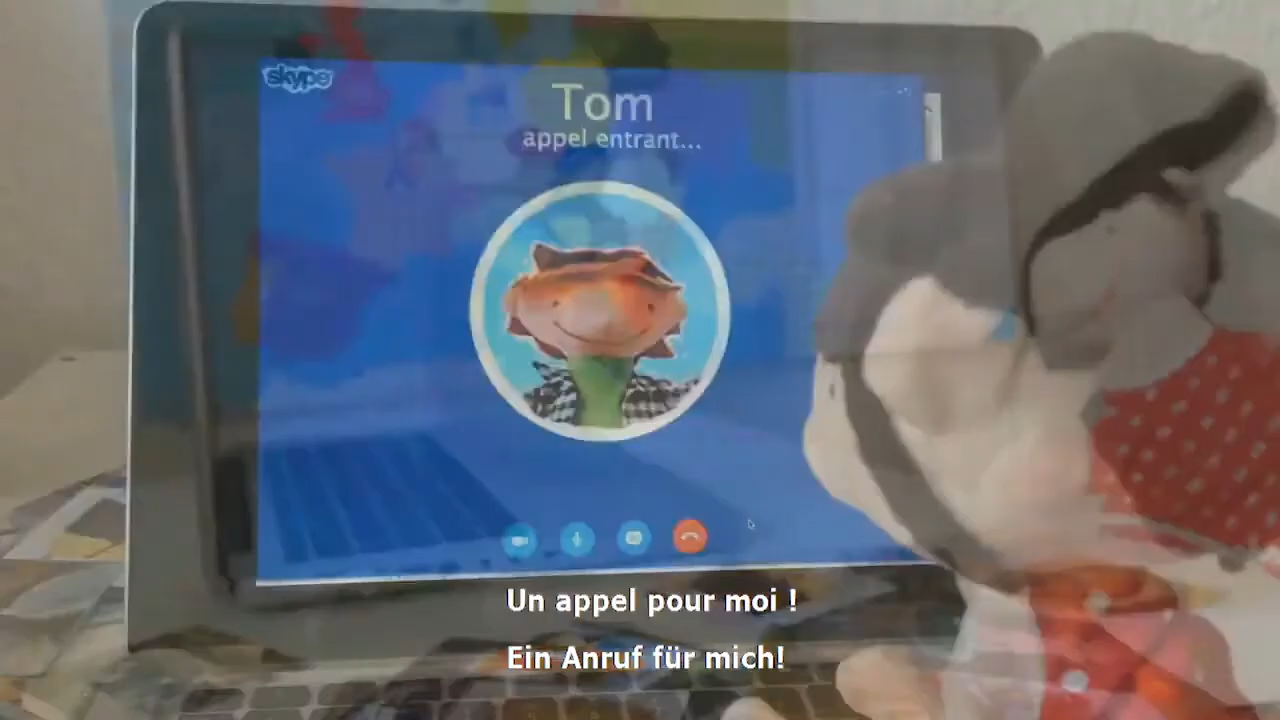 skype
Tom
appel entrant...
Un appel pour moi !
Ein Anruf für mich!